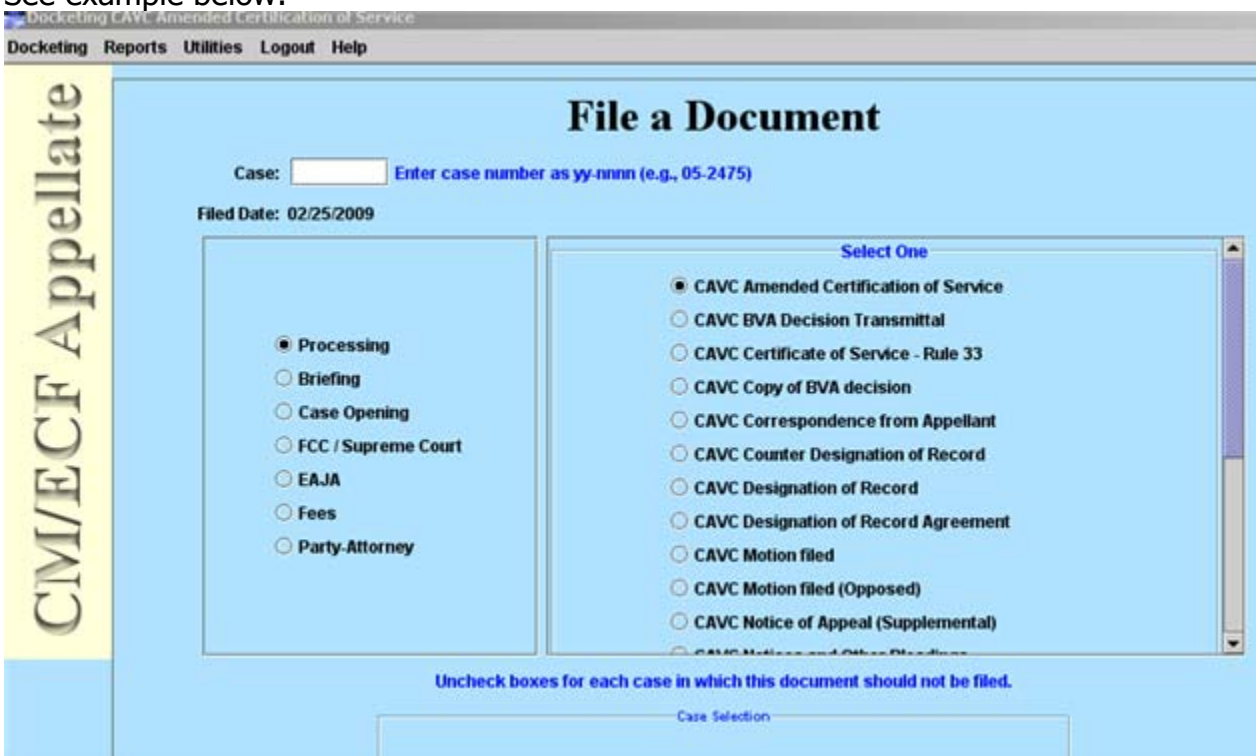 See example below:
Docketing CAVC Amended Certification of Service
Docketing Reports Utilities Logout Help
CM/ECF Appellate
File a Document
Case: Enter case number as yy-nnnn (e.g., 05-2475)
Filed Date: 02/25/2009
Processing
Briefing
Case Opening
FCC / Supreme Court
EAJA
Fees
Party-Attorney
Select One
CAVC Amended Certification of Service
CAVC BVA Decision Transmittal
CAVC Certificate of Service - Rule 33
CAVC Copy of BVA decision
CAVC Correspondence from Appellant
CAVC Counter Designation of Record
CAVC Designation of Record
CAVC Designation of Record Agreement
CAVC Motion filed
CAVC Motion filed (Opposed)
CAVC Notice of Appeal (Supplemental)
CAVC Notices and Other Pleadings
Uncheck boxes for each case in which this document should not be filed.
Case Selection